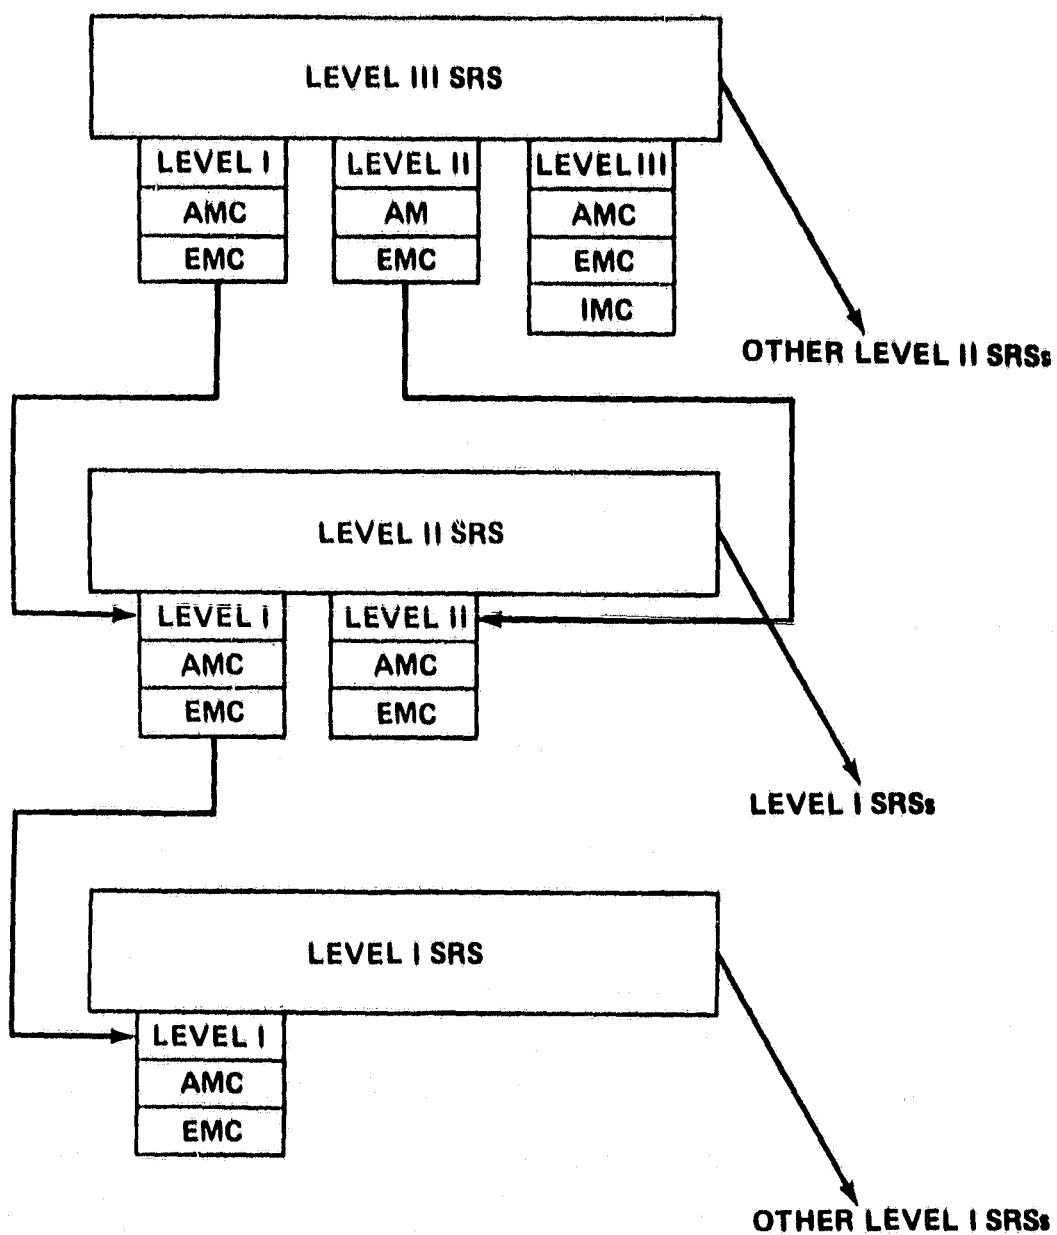 LEVEL III SRS
LEVEL I
LEVEL II
LEVEL III
AMC
AM
AMC
EMC
EMC
EMC
IMC
OTHER LEVEL II SRSs
LEVEL II SRS
LEVEL I
LEVEL II
AMC
AMC
EMC
EMC
LEVEL I SRSs
LEVEL I SRS
LEVEL I
AMC
EMC
OTHER LEVEL I SRSs